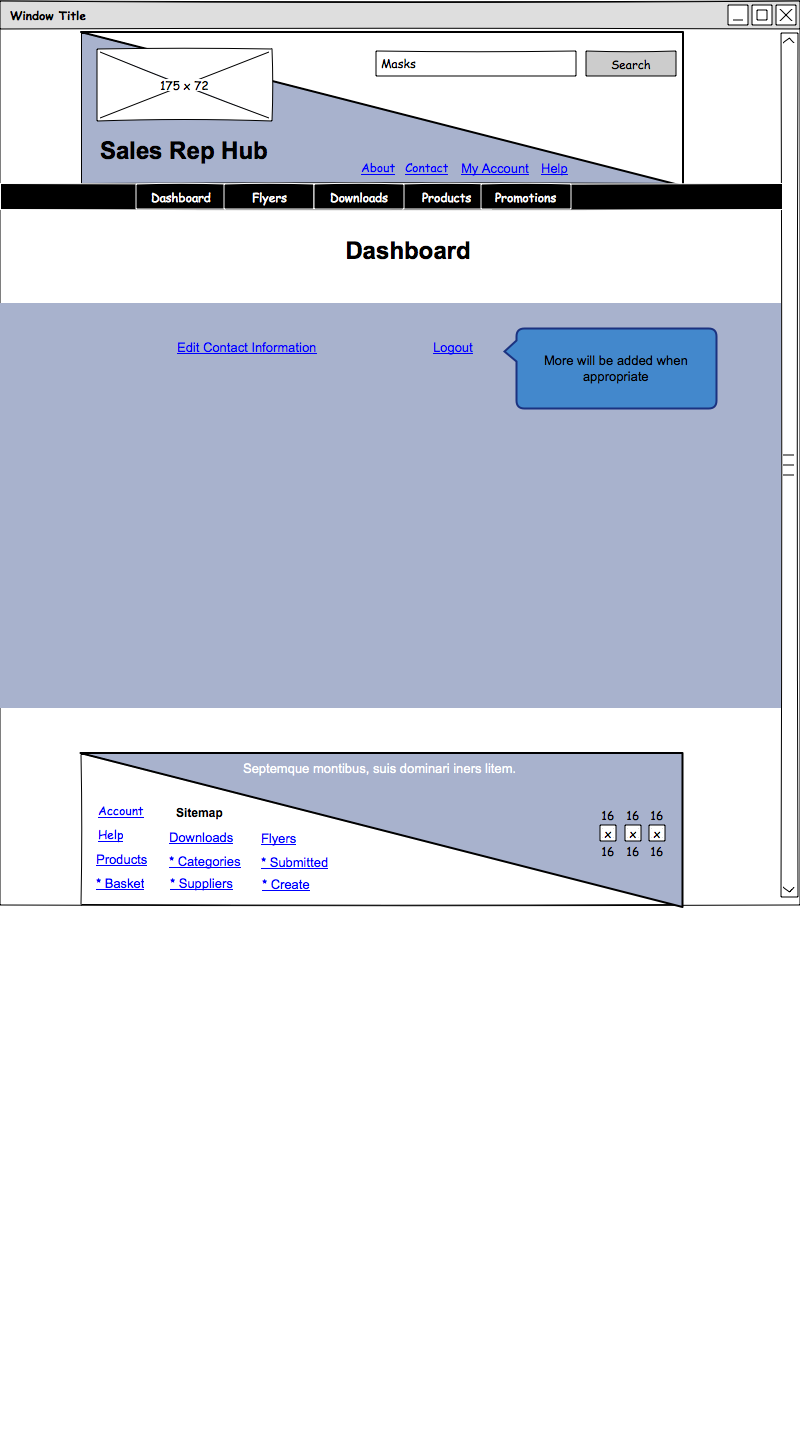 Window Title
175 x 72
Masks
Search
Sales Rep Hub
About Contact My Account Help
Dashboard Flyers Downloads Products Promotions
Dashboard
Edit Contact Information Logout
More will be added when
appropriate
Septemque montibus, suis dominari iners litem.
Account Sitemap
Help Downloads Flyers
Products * Categories * Submitted
* Basket * Suppliers * Create
16 16 16
x x x
16 16 16